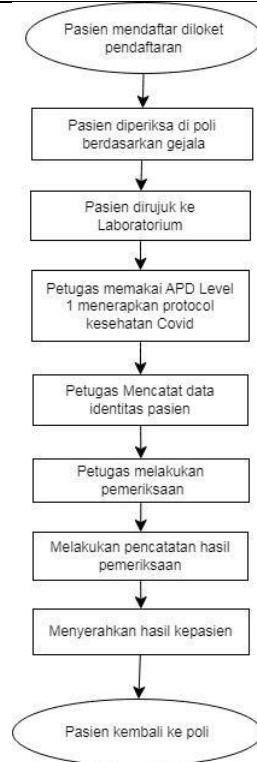 Pasien mendaftar diloket
pendaftaran
Pasien diperiksa di poli
berdasarkan gejala
Pasien dirujuk ke
Laboratorium
Petugas memakai APD Level
1 menerapkan protocol
kesehatan Covid
Petugas Mencatat data
identitas pasien
Petugas melakukan
pemeriksaan
Melakukan pencatatan hasil
pemeriksaan
Menyerahkan hasil kepasien
Pasien kembali ke poli